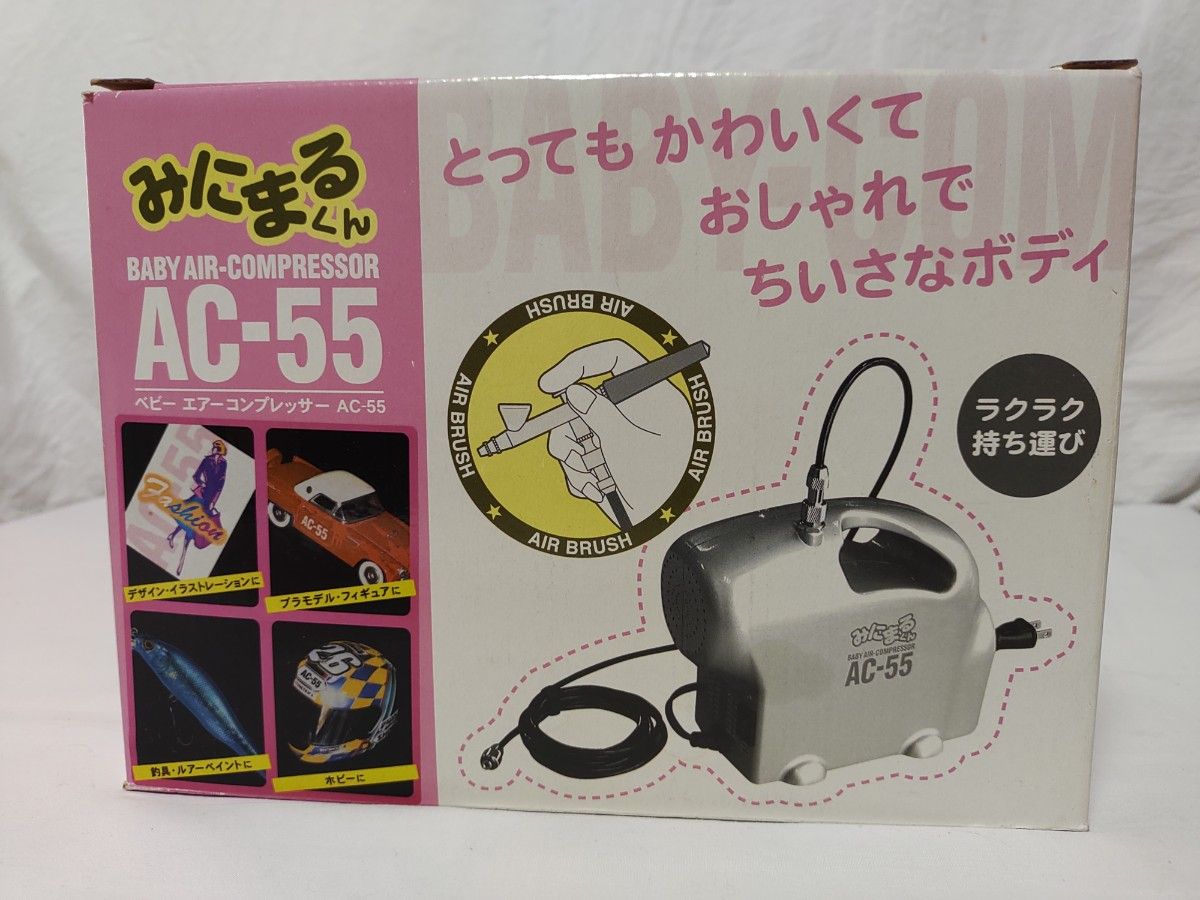 みにまる
くん
BABY AIR-COMPRESSOR
AC-55
ベビー エアーコンプレッサー AC-55
AC-55
Fashion
デザイン・イラストレーションに
AC-55
プラモデル・フィギュアに
釣具・ルアーペイントに
26
AC-55
ホビーに
BABY-COM
とっても かわいくて
おしゃれで
ちいさなボディ
AIR BRUSH
AIR BRUSH
AIR BRUSH
AIR BRUSH
ラクラク
持ち運び
みにまる
くん
BABY AIR-COMPRESSOR
AC-55